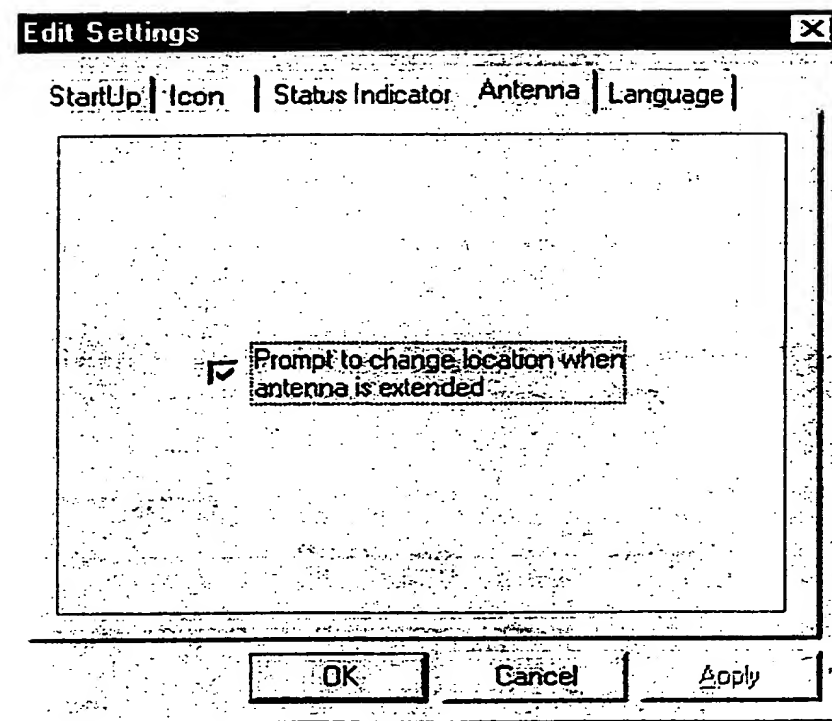 Edit Settings
StartUp Icon Status Indicator Antenna Language
Prompt to change location when
antenna is extended
OK Cancel Apply